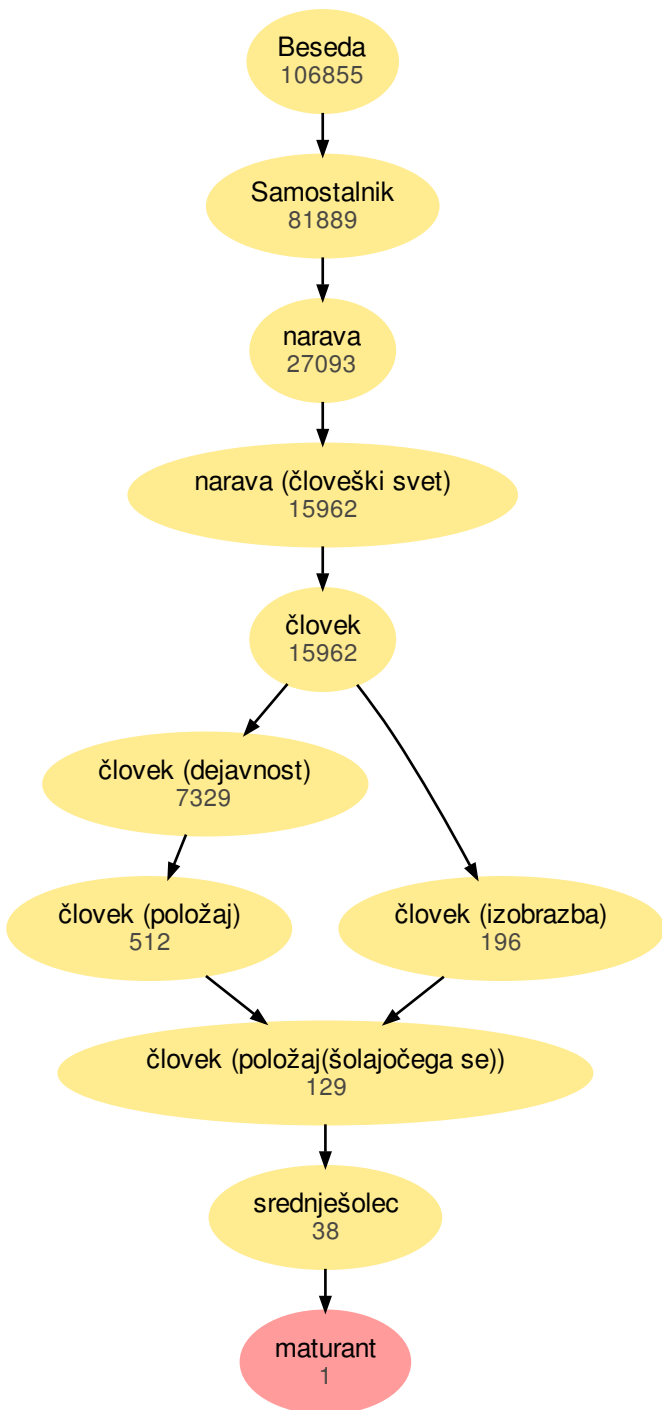 Beseda
106855
Samostalnik
81889
narava
27093
narava (človeški svet)
15962
človek
15962
človek (dejavnost)
7329
človek (položaj)
512
človek (izobrazba)
196
človek (položaj(šolajočega se))
129
srednješolec
38
maturant
1